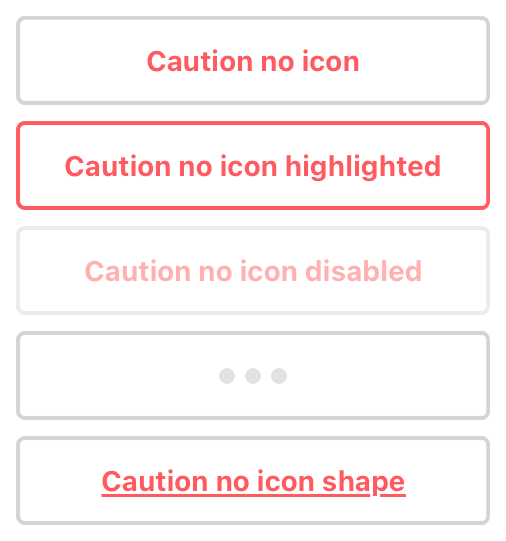 Caution no icon
Caution no icon highlighted
Caution no icon disabled
Caution no icon shape